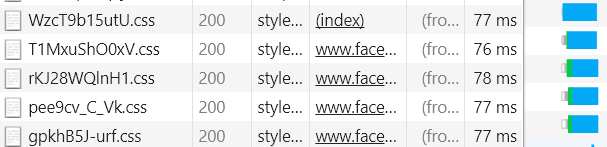 WzcT9b15utU.css 200 style... (index) (fro... 77 ms
T1MxuShO0xV.css 200 style... www.face... (fro... 76 ms
rKJ28WQlnH1.css 200 style... www.face... (fro... 78 ms
pee9cv_C_Vk.css 200 style... www.face... (fro... 77 ms
gpkhB5J-urf.css 200 style... www.face... (fro... 77 ms